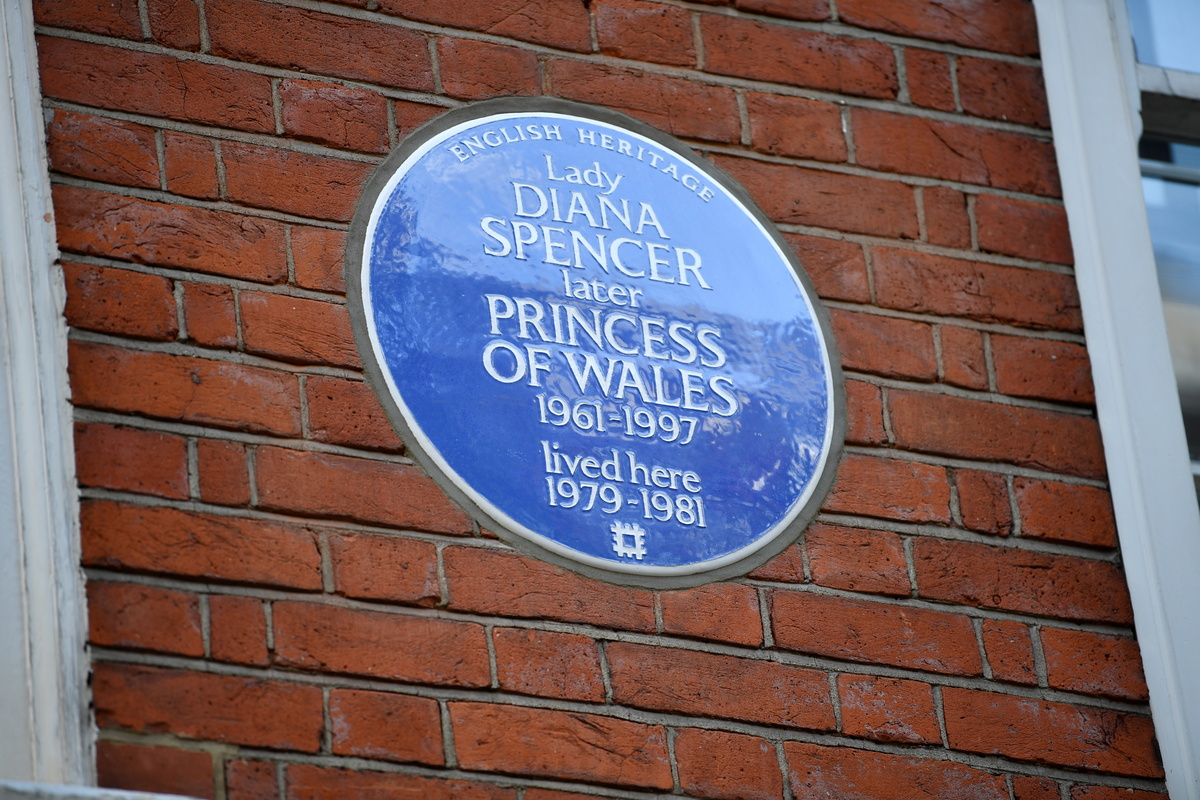 ENGLISH HERITAGE
Lady
DIANA
SPENCER
later
PRINCESS
OF WALES
1961-1997
lived here
1979-1981